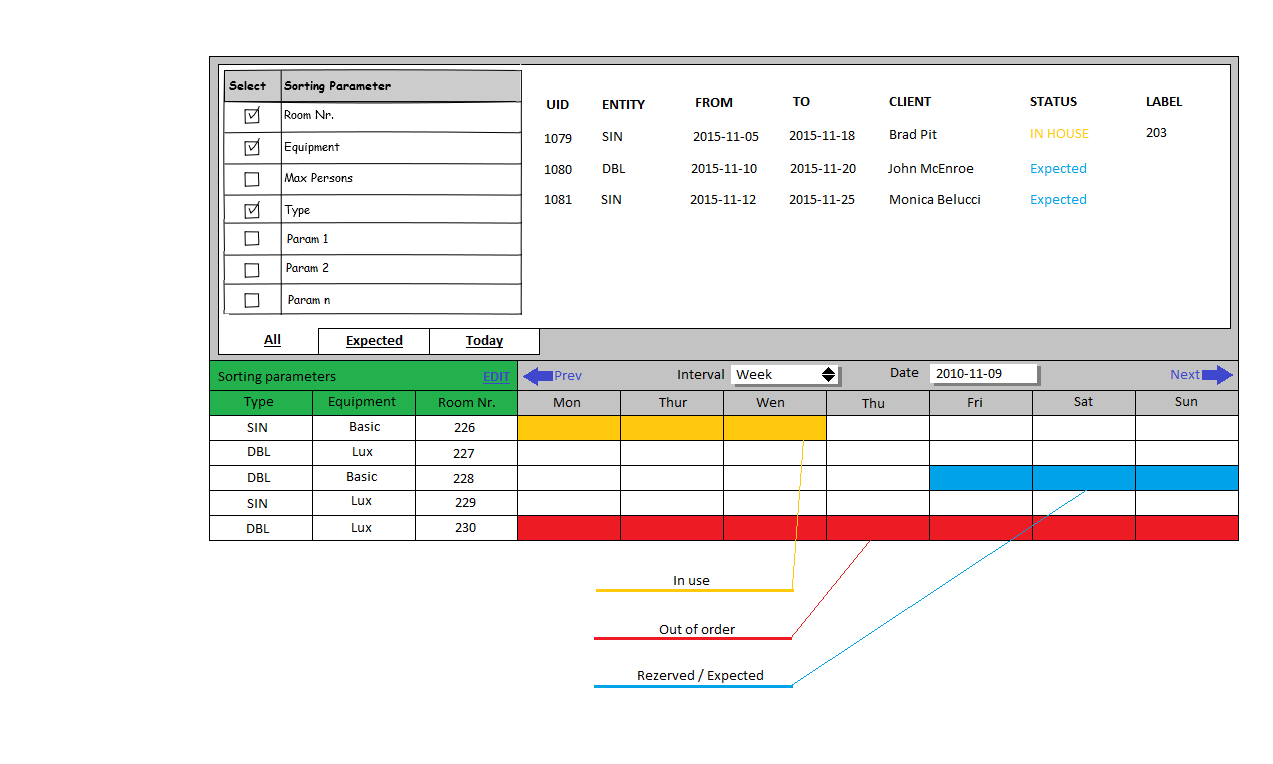 Select Sorting Parameter
Room Nr.
Equipment
Max Persons
Type
Param 1
Param 2
Param n
UID ENTITY FROM TO CLIENT STATUS LABEL
1079 SIN 2015-11-05 2015-11-18 Brad Pit IN HOUSE 203
1080 DBL 2015-11-10 2015-11-20 John McEnroe Expected
1081 SIN 2015-11-12 2015-11-25 Monica Belucci Expected
All Expected Today
Sorting parameters EDIT Prev Interval Week Date 2010-11-09 Next
Type Equipment Room Nr. Mon Thur Wen Thu Fri Sat Sun
SIN Basic 226
DBL Lux 227
DBL Basic 228
SIN Lux 229
DBL Lux 230
In use
Out of order
Rezerved / Expected